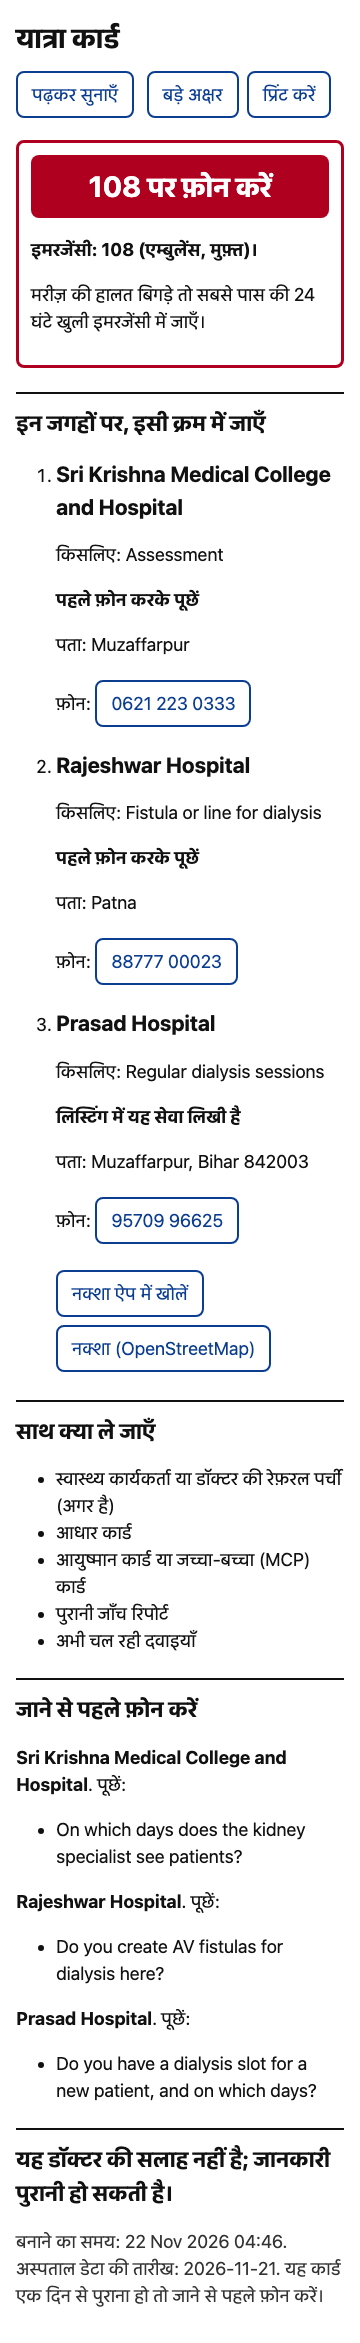 यात्रा कार्ड
पढ़कर सुनाएँ
बड़े अक्षर
प्रिंट करें
108 पर फ़ोन करें
इमरजेंसी: 108 (एम्बुलेंस, मुफ़्त)।
मरीज़ की हालत बिगड़े तो सबसे पास की 24
घंटे खुली इमरजेंसी में जाएँ।
इन जगहों पर, इसी क्रम में जाएँ
1. Sri Krishna Medical College
and Hospital
किसलिए: Assessment
पहले फ़ोन करके पूछें
पता: Muzaffarpur
फ़ोन: 0621 223 0333
2. Rajeshwar Hospital
किसलिए: Fistula or line for dialysis
पहले फ़ोन करके पूछें
पता: Patna
फ़ोन: 88777 00023
3. Prasad Hospital
किसलिए: Regular dialysis sessions
लिस्टिंग में यह सेवा लिखी है
पता: Muzaffarpur, Bihar 842003
फ़ोन: 95709 96625
नक्शा ऐप में खोलें
नक्शा (OpenStreetMap)
साथ क्या ले जाएँ
• स्वास्थ्य कार्यकर्ता या डॉक्टर की रेफ़रल पर्ची
(अगर है)
• आधार कार्ड
• आयुष्मान कार्ड या जच्चा-बच्चा (MCP)
कार्ड
• पुरानी जाँच रिपोर्ट
• अभी चल रही दवाइयाँ
जाने से पहले फ़ोन करें
Sri Krishna Medical College and
Hospital. पूछें:
• On which days does the kidney
specialist see patients?
Rajeshwar Hospital. पूछें:
• Do you create AV fistulas for
dialysis here?
Prasad Hospital. पूछें:
• Do you have a dialysis slot for a
new patient, and on which days?
यह डॉक्टर की सलाह नहीं है; जानकारी
पुरानी हो सकती है।
बनाने का समय: 22 Nov 2026 04:46.
अस्पताल डेटा की तारीख: 2026-11-21. यह कार्ड
एक दिन से पुराना हो तो जाने से पहले फ़ोन करें।